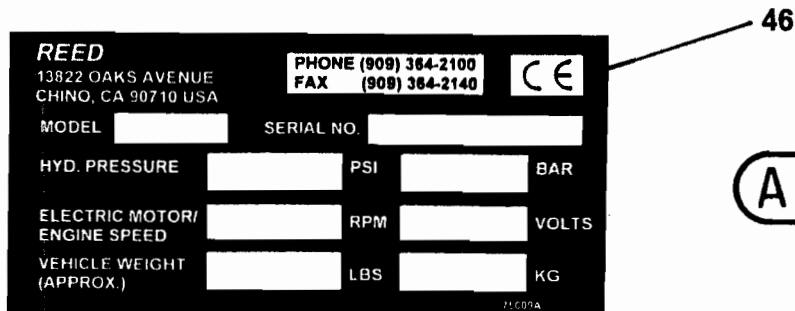 46
REED
13822 OAKS AVENUE
CHINO, CA 90710 USA
PHONE (909) 364-2100
FAX (909) 364-2140
CE
MODEL SERIAL NO.
HYD. PRESSURE PSI BAR
ELECTRIC MOTOR/
ENGINE SPEED RPM VOLTS
VEHICLE WEIGHT
(APPROX.) LBS KG
A